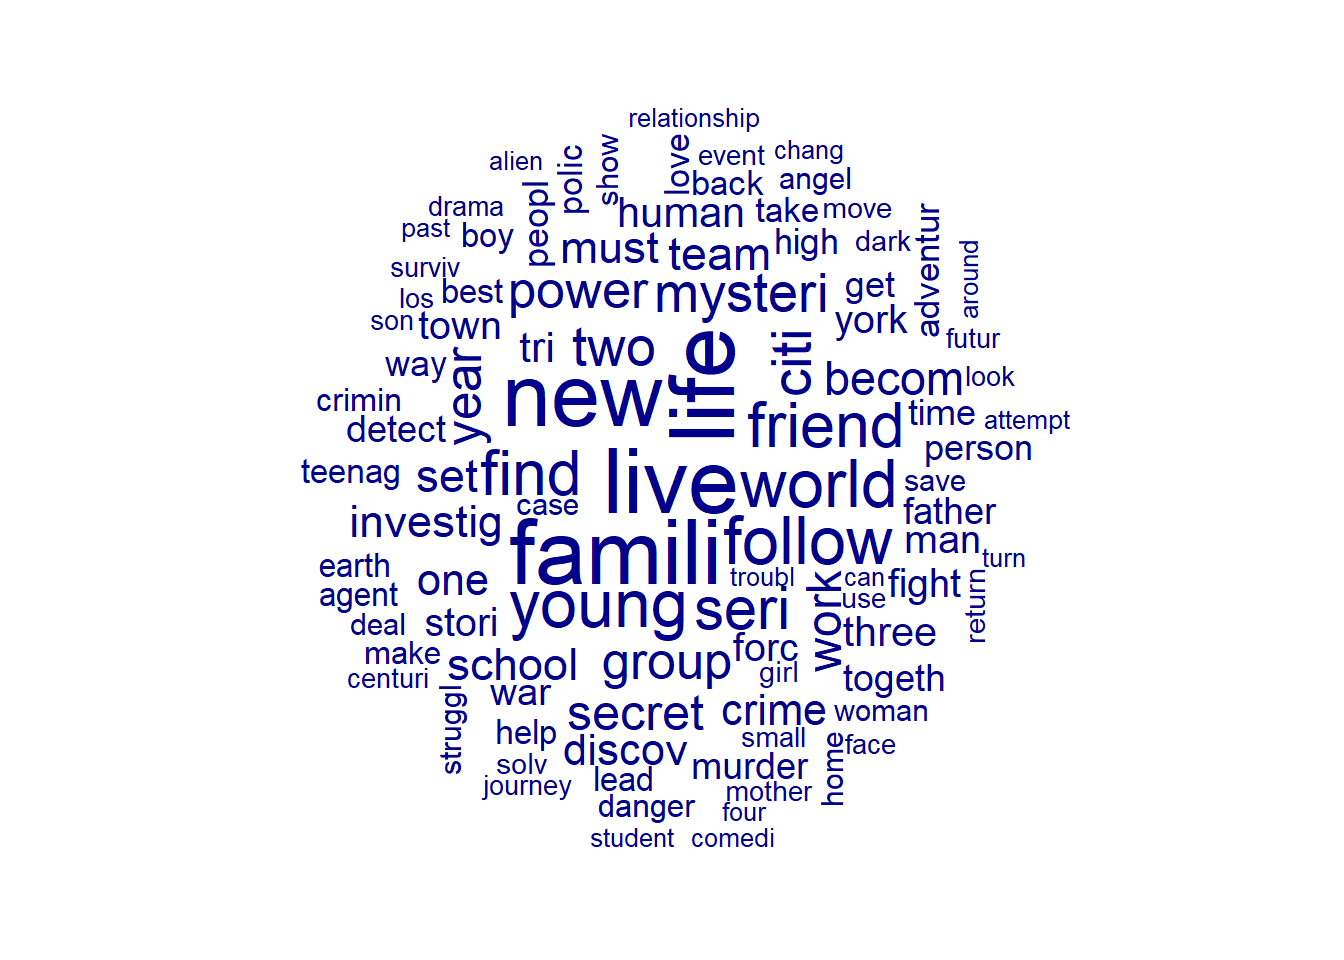 relationship
alien
polic
show
love
event
chang
drama
peopl
back
angel
past
boy
human
take
move
must
team
high
dark
adventur
around
surviv
los
best
power
mysteri
get
son
town
york
futur
way
tri
two
life
citi
becom
look
crimin
year
new
friend
time
attempt
detect
person
teenag
set
find
live
world
save
case
father
investig
famili
follow
man
turn
earth
one
troubl
can
fight
agent
use
return
deal
stori
young
seri
work
three
make
school
group
forc
girl
togeth
centuri
struggl
war
secret
crime
woman
help
discov
small
home
face
solv
murder
journey
lead
mother
danger
four
student
comedi